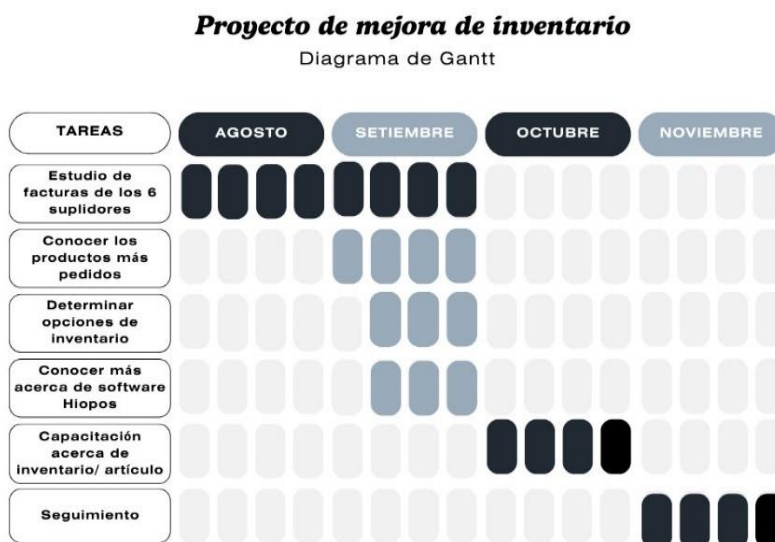 Proyecto de mejora de inventario
Diagrama de Gantt
TAREAS
AGOSTO
SETIEMBRE
OCTUBRE
NOVIEMBRE
Estudio de
facturas de los 6
suplidores
Conocer los
productos más
pedidos
Determinar
opciones de
inventario
Conocer más
acerca de software
Hiopos
Capacitación
acerca de
inventario/ artículo
Seguimiento